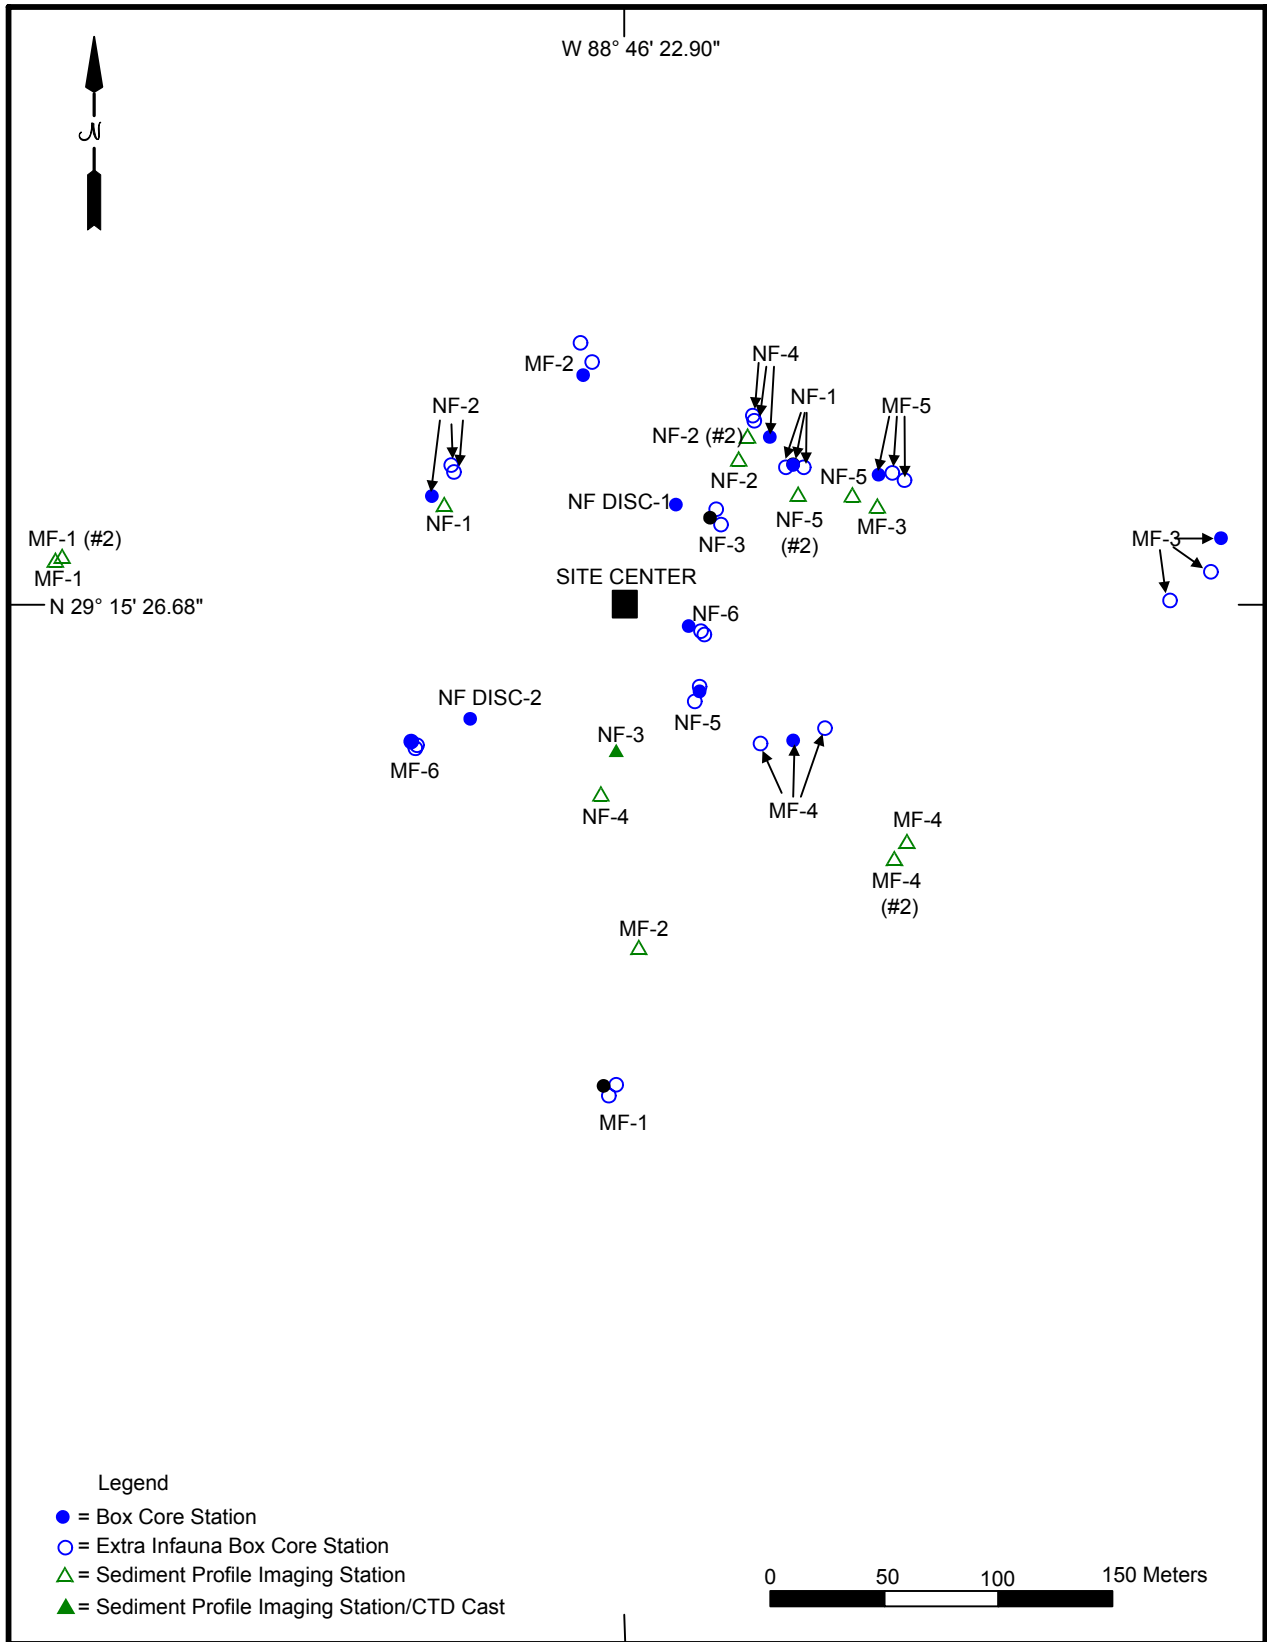 W 88° 46' 22.90"
N
MF-2
NF-4
NF-1
MF-5
NF-2
NF-2 (#2)
NF-2
NF-5
NF DISC-1
MF-3
NF-1
NF-3
NF-5
(#2)
MF-1 (#2)
MF-1
MF-3
SITE CENTER
N 29° 15' 26.68"
NF-6
NF DISC-2
NF-5
NF-3
MF-6
NF-4
MF-4
MF-4
MF-4
(#2)
MF-2
MF-1
Legend
= Box Core Station
= Extra Infauna Box Core Station
= Sediment Profile Imaging Station
= Sediment Profile Imaging Station/CTD Cast
0 50 100 150 Meters